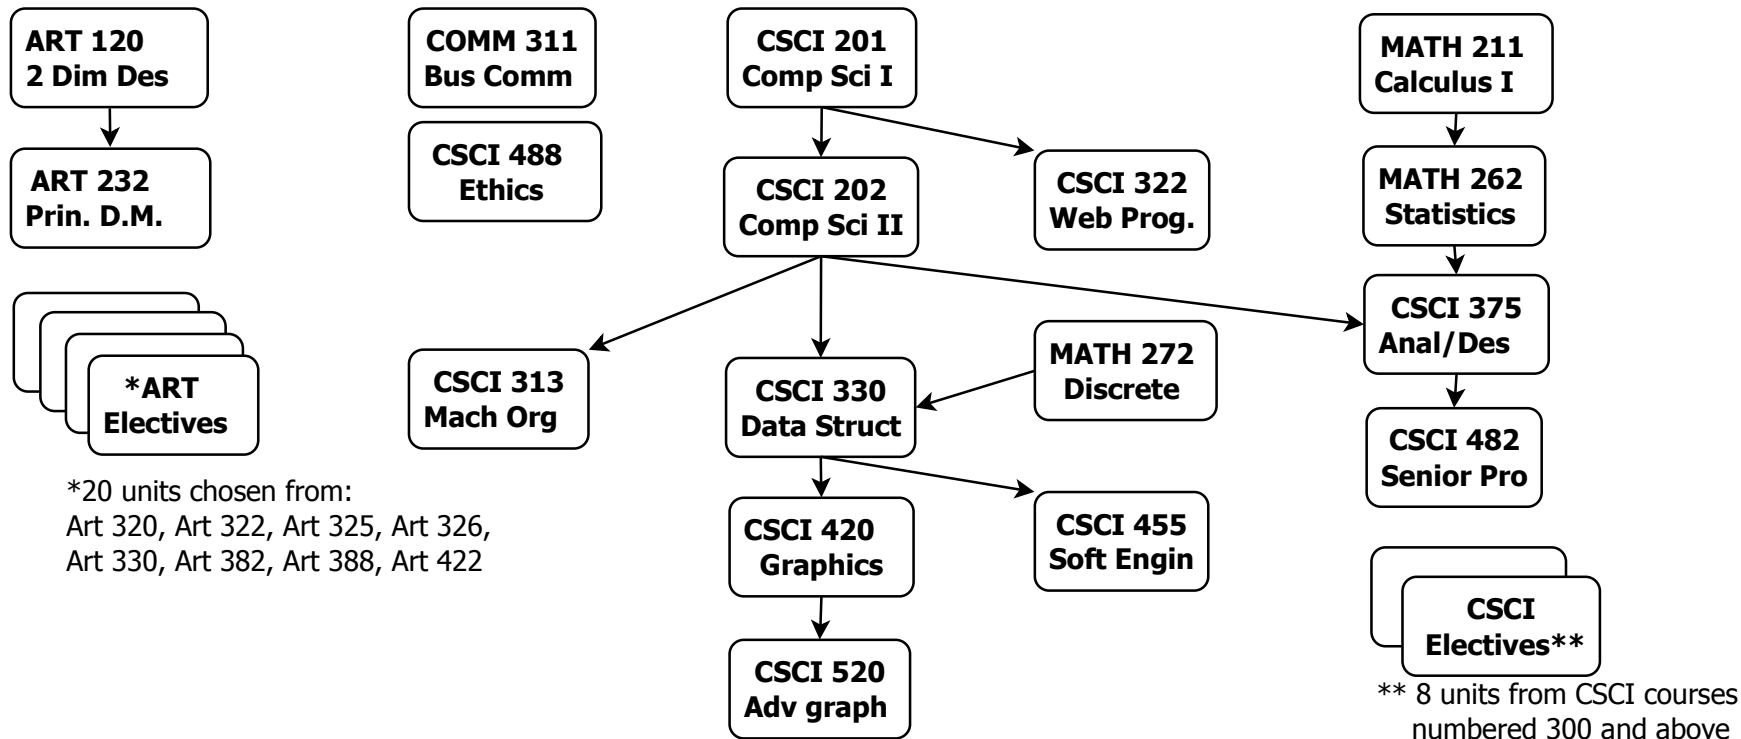 ART 120
2 Dim Des
COMM 311
Bus Comm
CSCI 201
Comp Sci I
MATH 211
Calculus I
ART 232
Prin. D.M.
CSCI 488
Ethics
CSCI 202
Comp Sci II
CSCI 322
Web Prog.
MATH 262
Statistics
*ART
Electives
CSCI 313
Mach Org
CSCI 330
Data Struct
MATH 272
Discrete
CSCI 375
Anal/Des
*20 units chosen from:
Art 320, Art 322, Art 325, Art 326,
Art 330, Art 382, Art 388, Art 422
CSCI 420
Graphics
CSCI 455
Soft Engin
CSCI 482
Senior Pro
CSCI 520
Adv graph
CSCI
Electives**
** 8 units from CSCI courses
numbered 300 and above